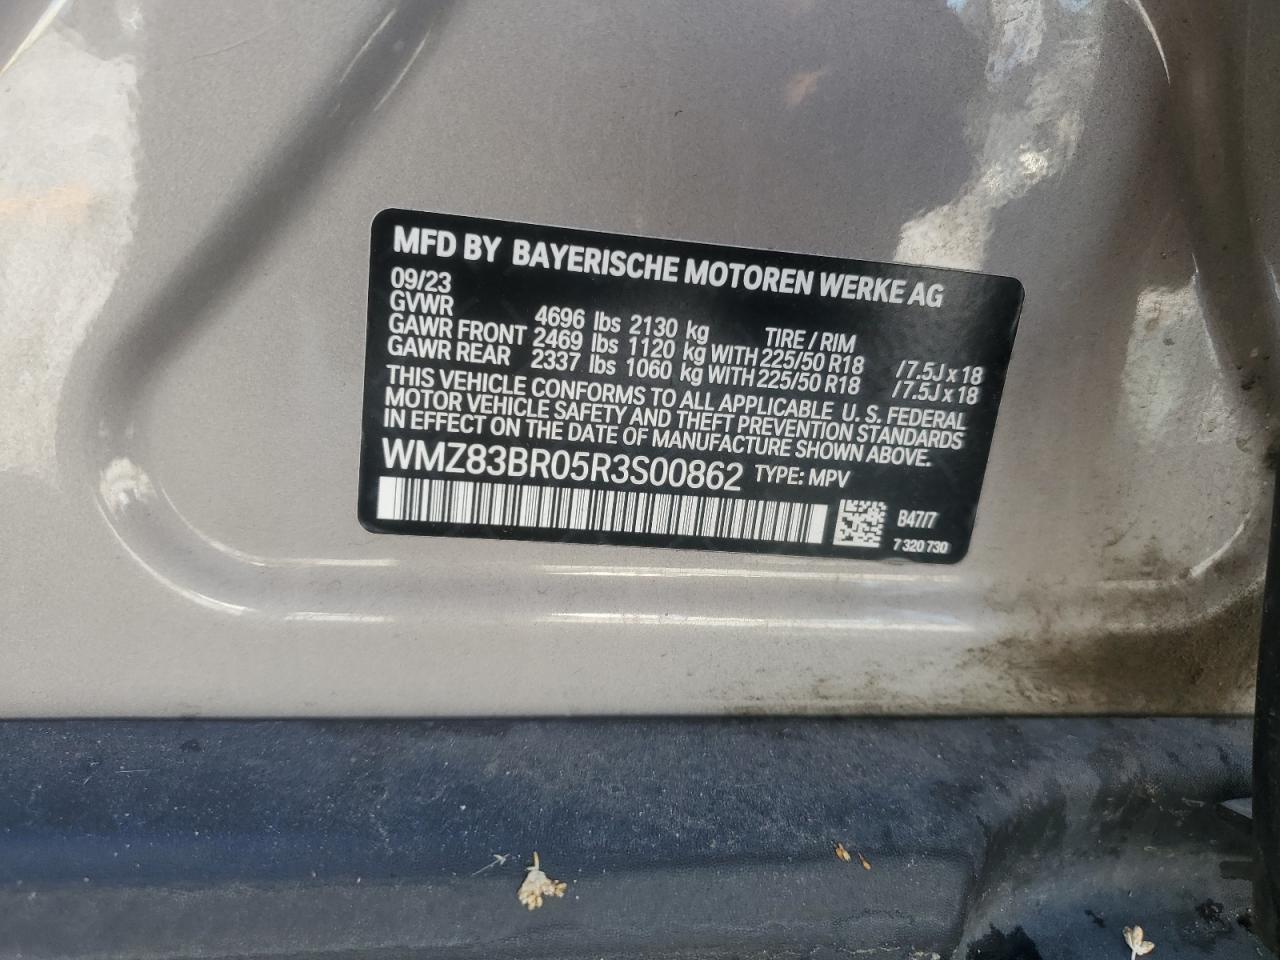 MFD BY BAYERISCHE MOTOREN WERKE AG
09/23
GVWR 4696 lbs 2130 kg TIRE / RIM
GAWR FRONT 2469 lbs 1120 kg WITH 225/50 R18 /7.5J x 18
GAWR REAR 2337 lbs 1060 kg WITH 225/50 R18 /7.5J x 18
THIS VEHICLE CONFORMS TO ALL APPLICABLE U. S. FEDERAL
MOTOR VEHICLE SAFETY AND THEFT PREVENTION STANDARDS
IN EFFECT ON THE DATE OF MANUFACTURE SHOWN ABOVE.
WMZ83BR05R3S00862 TYPE: MPV
B47/7
7 320 730